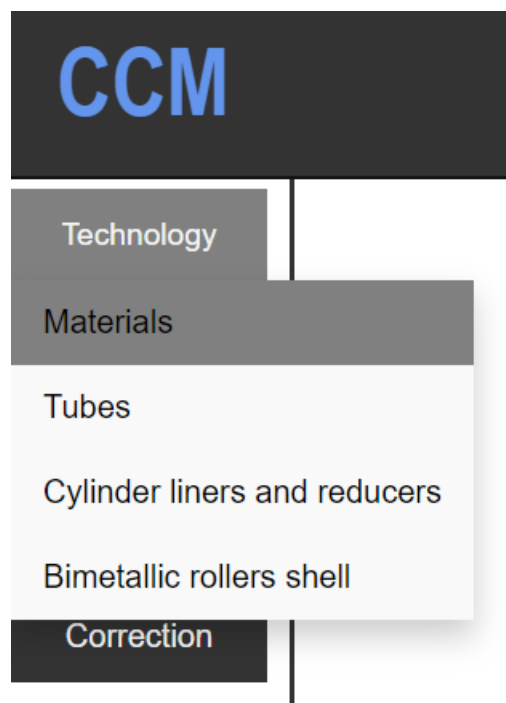 CCM
Technology
Materials
Tubes
Cylinder liners and reducers
Bimetallic rollers shell
Correction